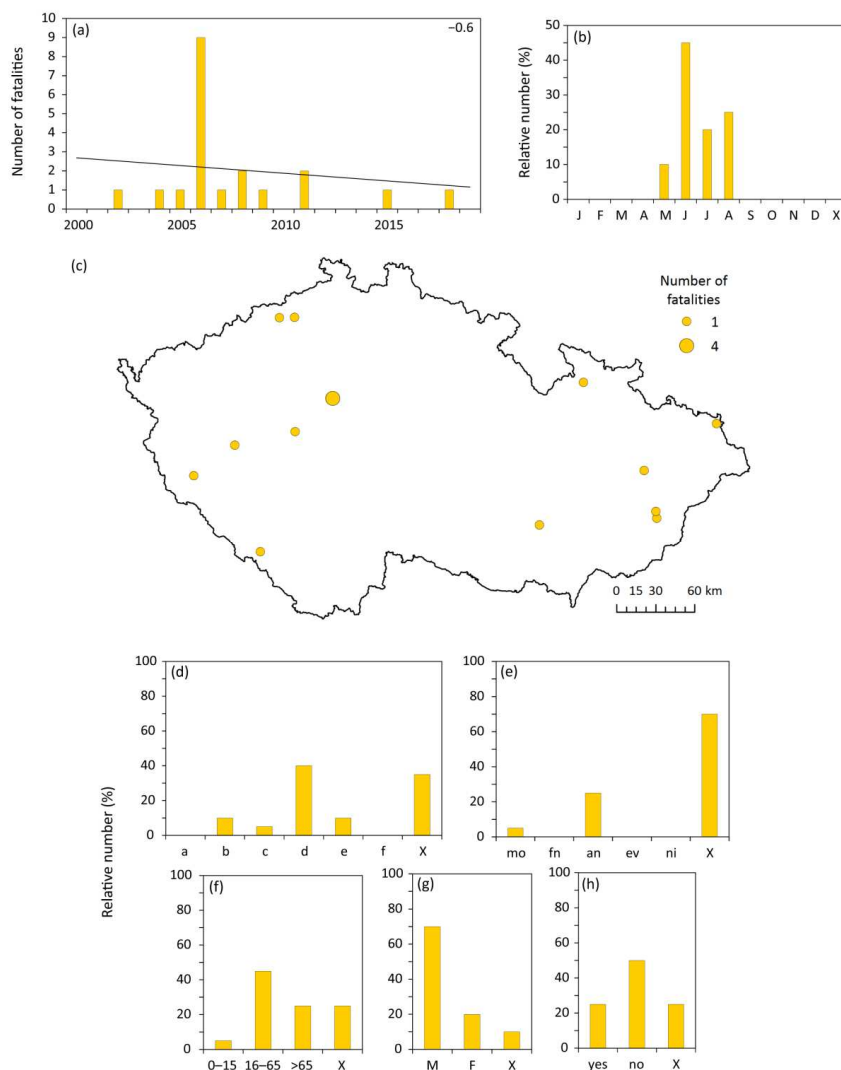 (a)
−0.6
Number of fatalities
10
9
8
7
6
5
4
3
2
1
0
2000 2005 2010 2015
(b)
Relative number (%)
50
40
30
20
10
0
J F M A M J J A S O N D X
(c)
Number of
fatalities
1
4
0 15 30 60 km
(d)
Relative number (%)
100
80
60
40
20
0
a b c d e f X
(e)
100
80
60
40
20
0
mo fn an ev ni X
(f)
100
80
60
40
20
0
0–15 16–65 >65 X
(g)
100
80
60
40
20
0
M F X
(h)
100
80
60
40
20
0
yes no X